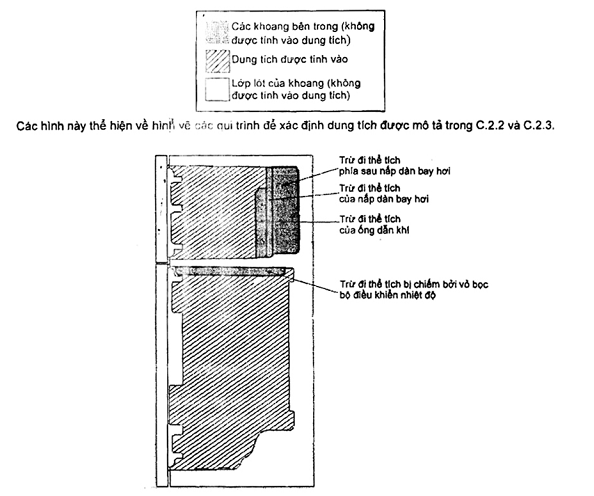 Các khoang bên trong (không
được tính vào dung tích)
Dung tích được tính vào
Lớp lót của khoang (không
được tính vào dung tích)
Các hình này thể hiện về hình vẽ các qui trình để xác định dung tích được mô tả trong C.2.2 và C.2.3.
Trừ đi thể tích
phía sau nắp dàn bay hơi
Trừ đi thể tích
của nắp dàn bay hơi
Trừ đi thể tích
của ống dẫn khí
Trừ đi thể tích bị chiếm bởi vỏ bọc
bộ điều khiển nhiệt độ